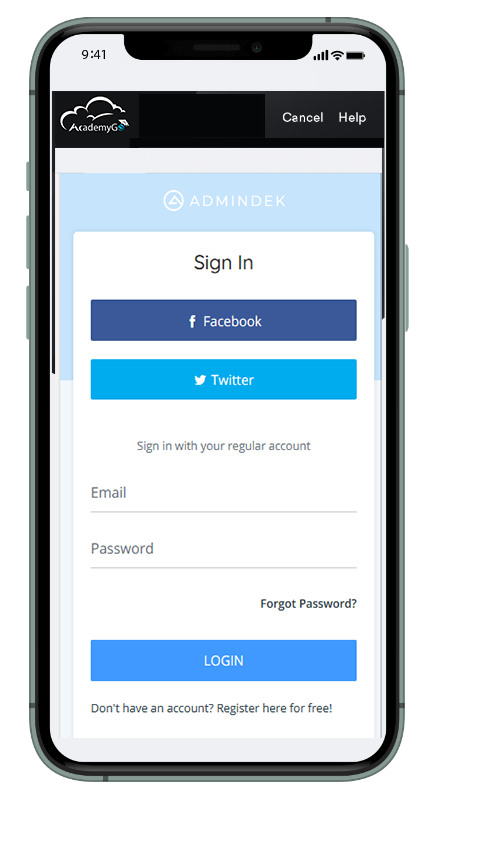 9:41
AcademyGo
Cancel Help
ADMINDEK
Sign In
Facebook
Twitter
Sign in with your regular account
Email
Password
Forgot Password?
LOGIN
Don't have an account? Register here for free!